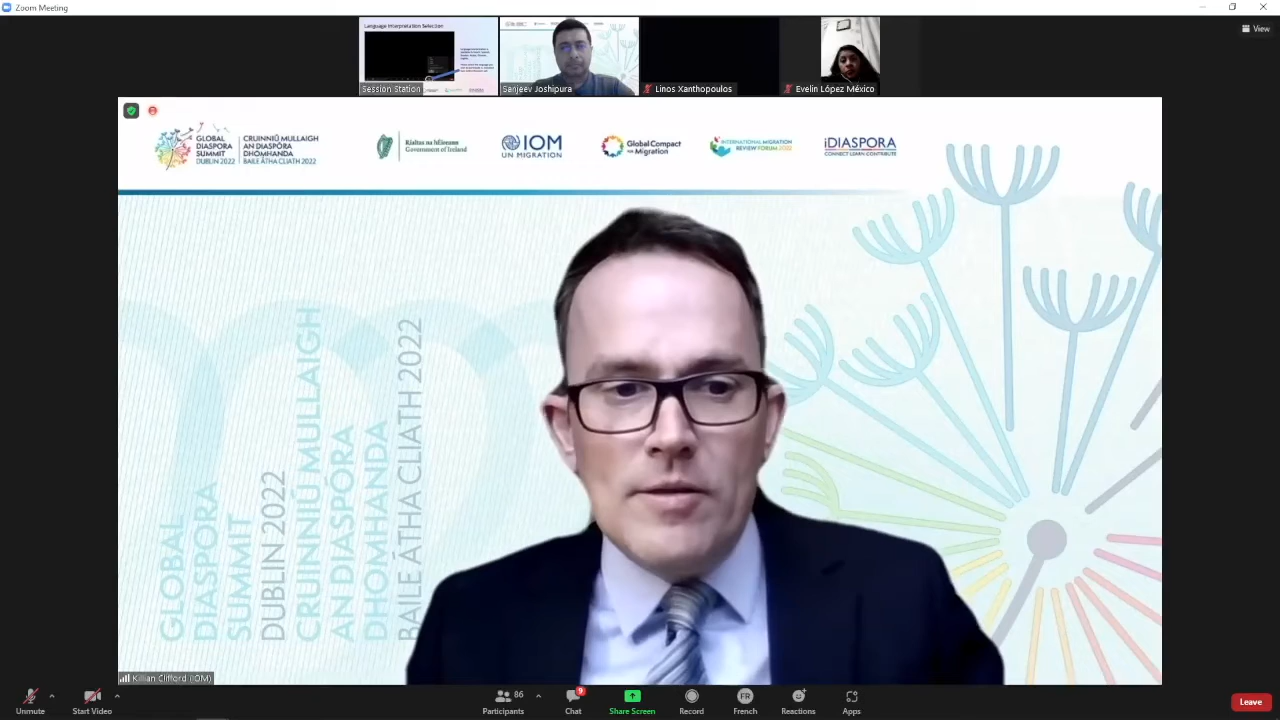 Zoom Meeting
View
Language Interpretation Selection
Session Station
Sanjeev Joshipura
Linos Xanthopoulos
Evelin López México
GLOBAL
DIASPORA
SUMMIT
DUBLIN 2022
CRUINNIÚ MULLAIGH
AN DIASPÓRA
DHOMHANDA
BAILE ÁTHA CLIATH 2022
Rialtas na hÉireann
Government of Ireland
IOM
UN MIGRATION
Global Compact
for Migration
INTERNATIONAL MIGRATION
REVIEW FORUM 2022
iDIASPORA
CONNECT LEARN CONTRIBUTE
GLOBAL
DIASPORA
SUMMIT
DUBLIN 2022
CRUINNIÚ MULLAIGH
AN DIASPÓRA
DHOMHANDA
BAILE ÁTHA CLIATH 2022
Killian Clifford (IOM)
Unmute
Start Video
86
Participants
9
Chat
Share Screen
Record
FR
French
Reactions
Apps
Leave